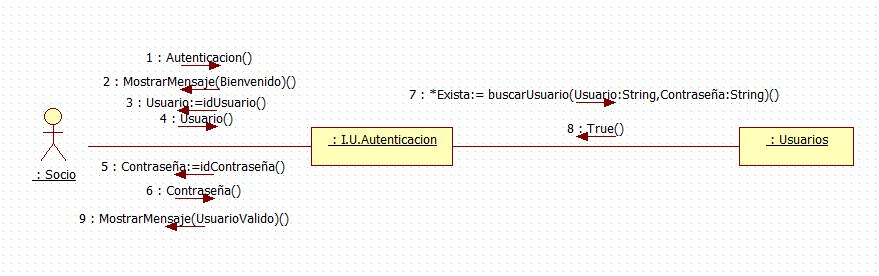 1 : Autenticacion()
2 : MostrarMensaje(Bienvenido)()
3 : Usuario:=idUsuario()
4 : Usuario()
7 : *Exista:= buscarUsuario(Usuario:String,Contraseña:String)()
8 : True()
: I.U.Autenticacion
: Usuarios
: Socio
5 : Contraseña:=idContraseña()
6 : Contraseña()
9 : MostrarMensaje(UsuarioValido)()